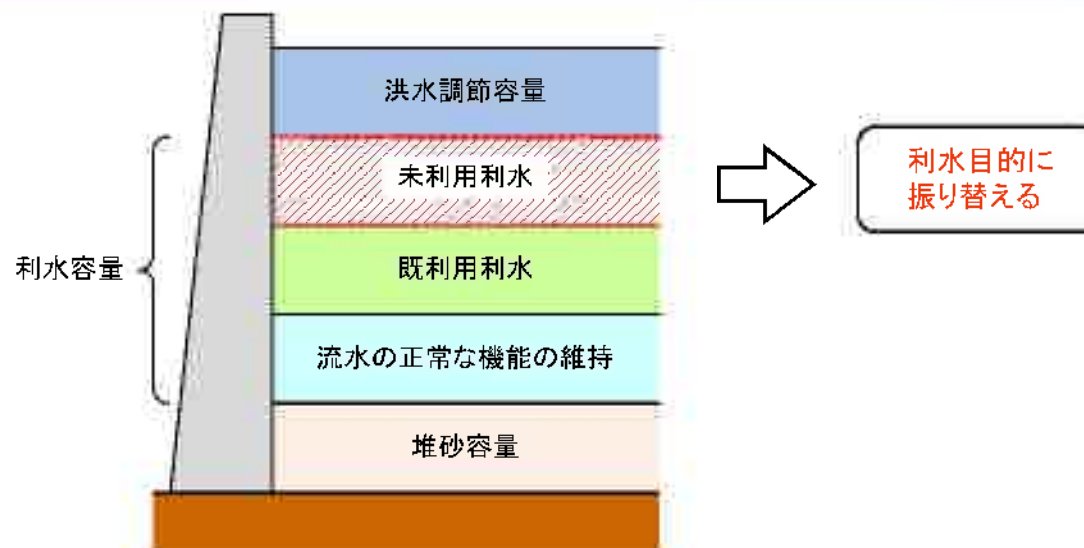 洪水調節容量
未利用利水
利水目的に
振り替える
利水容量
既利用利水
流水の正常な機能の維持
堆砂容量